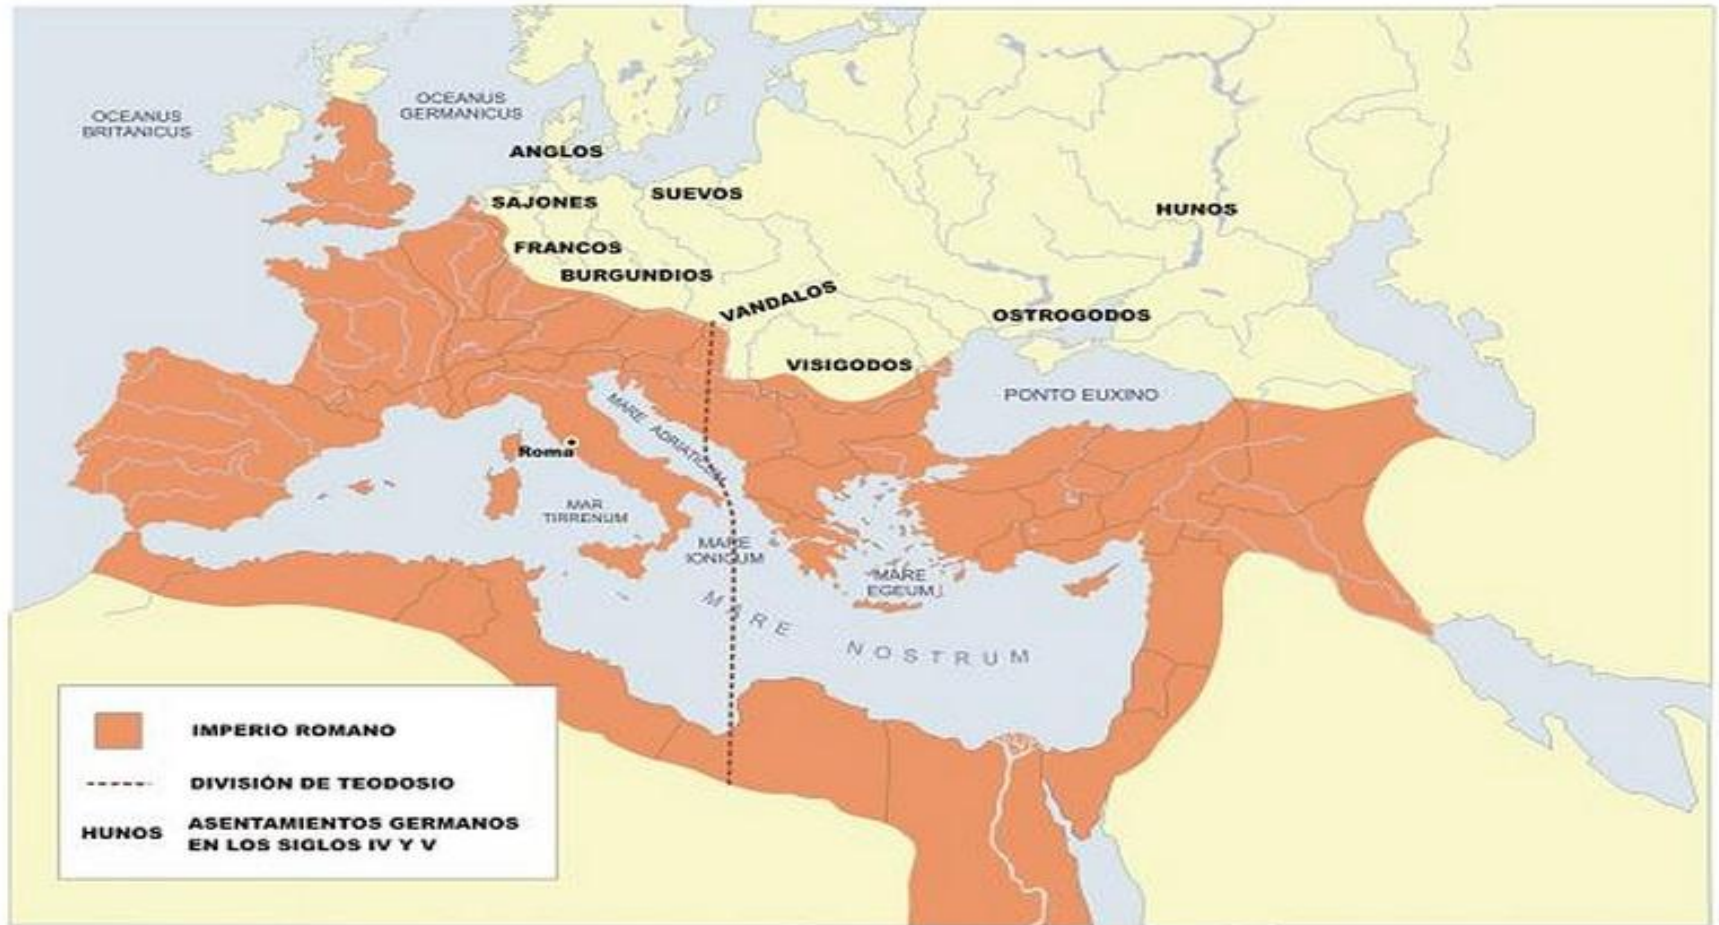 OCEANUS
BRITANICUS
OCEANUS
GERMANICUS
ANGLOS
SAJONES
SUEVOS
HUNOS
FRANCOS
BURGUNDIOS
VANDALOS
OSTROGODOS
VISIGODOS
PONTO EUXINO
MARE ADRIATICUM
Roma
MAR
TIRRENUM
MARE
IONICUM
MARE
EGEUM
MARE NOSTRUM
IMPERIO ROMANO
DIVISIÓN DE TEODOSIO
HUNOS
ASENTAMIENTOS GERMANOS
EN LOS SIGLOS IV Y V